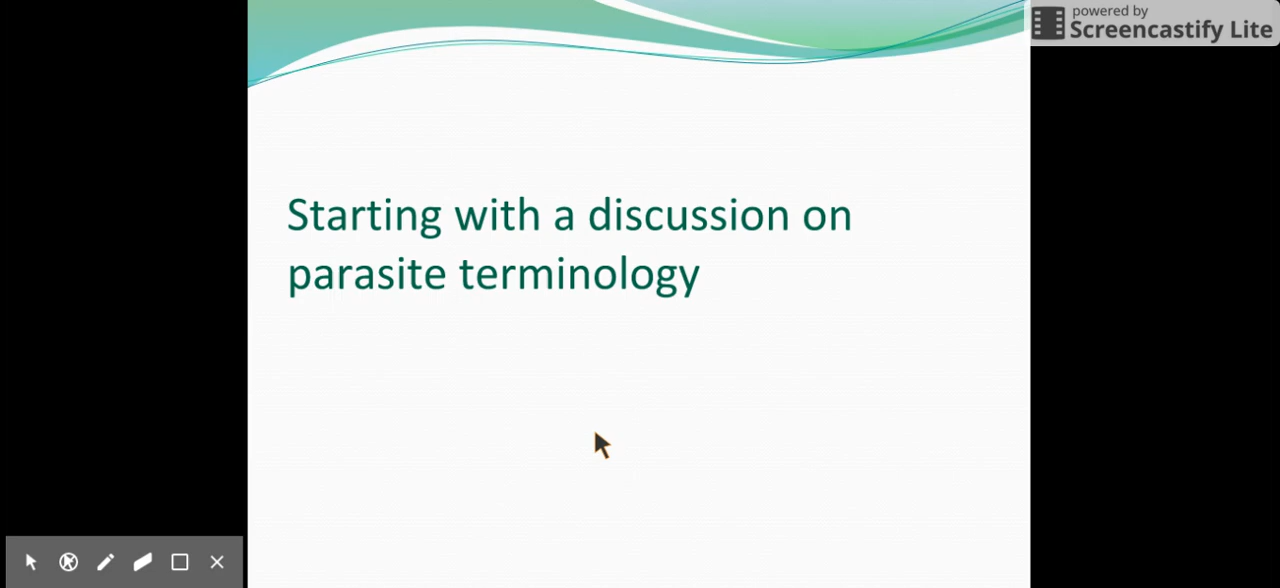 powered by
Screencastify Lite
Starting with a discussion on
parasite terminology